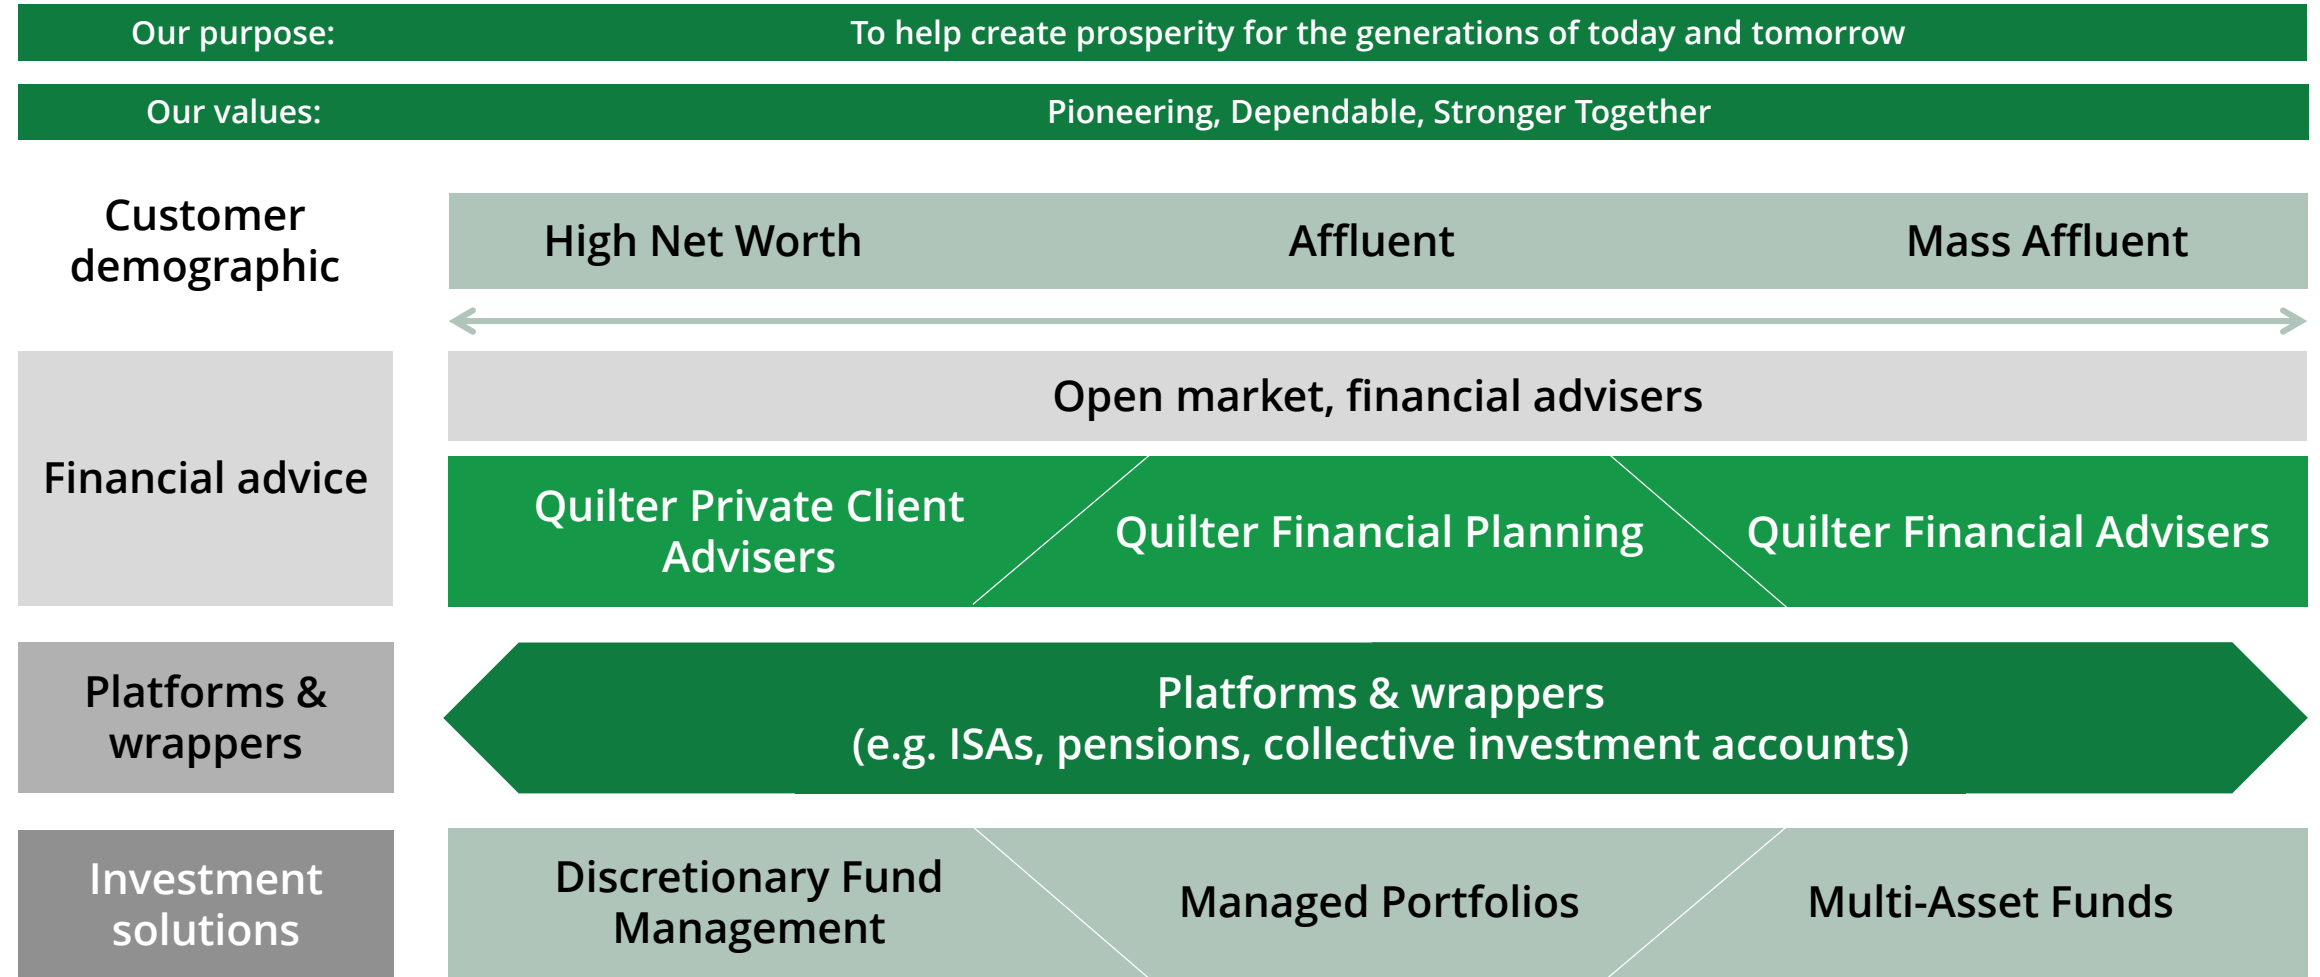 Our purpose: To help create prosperity for the generations of today and tomorrow
Our values: Pioneering, Dependable, Stronger Together
Customer
demographic
High Net Worth Affluent Mass Affluent
Financial advice
Open market, financial advisers
Quilter Private Client
Advisers
Quilter Financial Planning
Quilter Financial Advisers
Platforms &
wrappers
Platforms & wrappers
(e.g. ISAs, pensions, collective investment accounts)
Investment
solutions
Discretionary Fund
Management
Managed Portfolios
Multi-Asset Funds